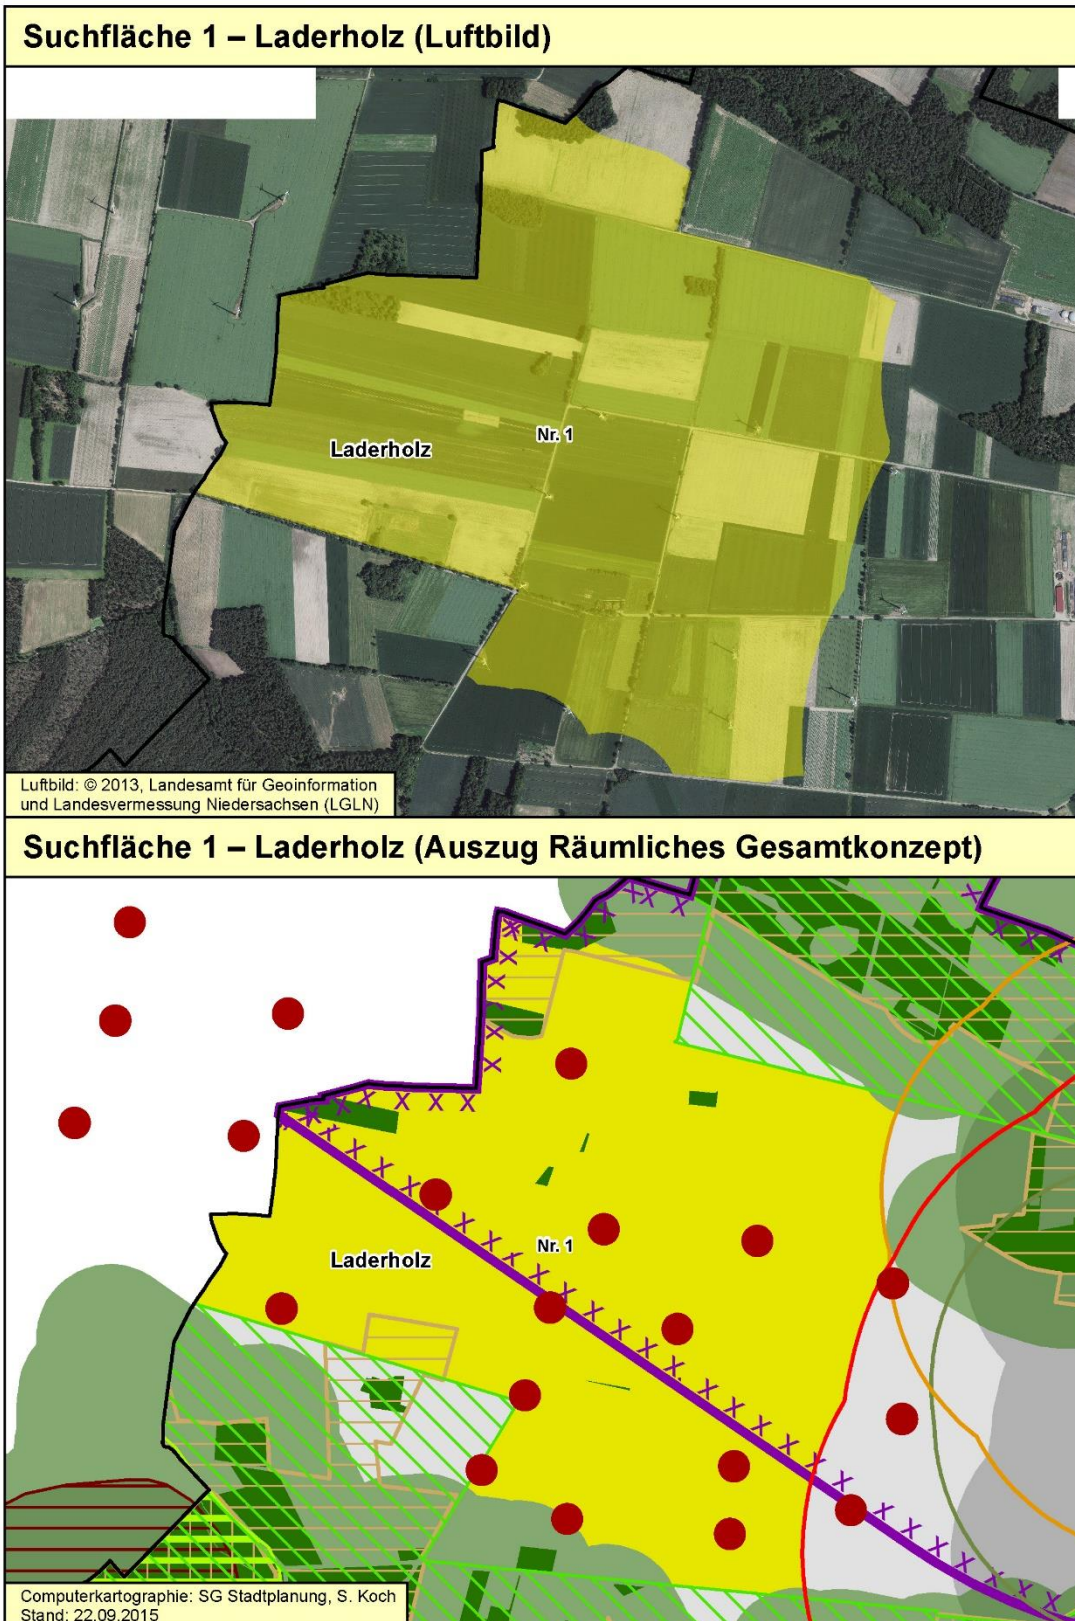 Suchfläche 1 – Laderholz (Luftbild)
Nr. 1
Laderholz
Luftbild: © 2013, Landesamt für Geoinformation
und Landesvermessung Niedersachsen (LGLN)
Suchfläche 1 – Laderholz (Auszug Räumliches Gesamtkonzept)
Nr. 1
Laderholz
Computerkartographie: SG Stadtplanung, S. Koch
Stand: 22.09.2015